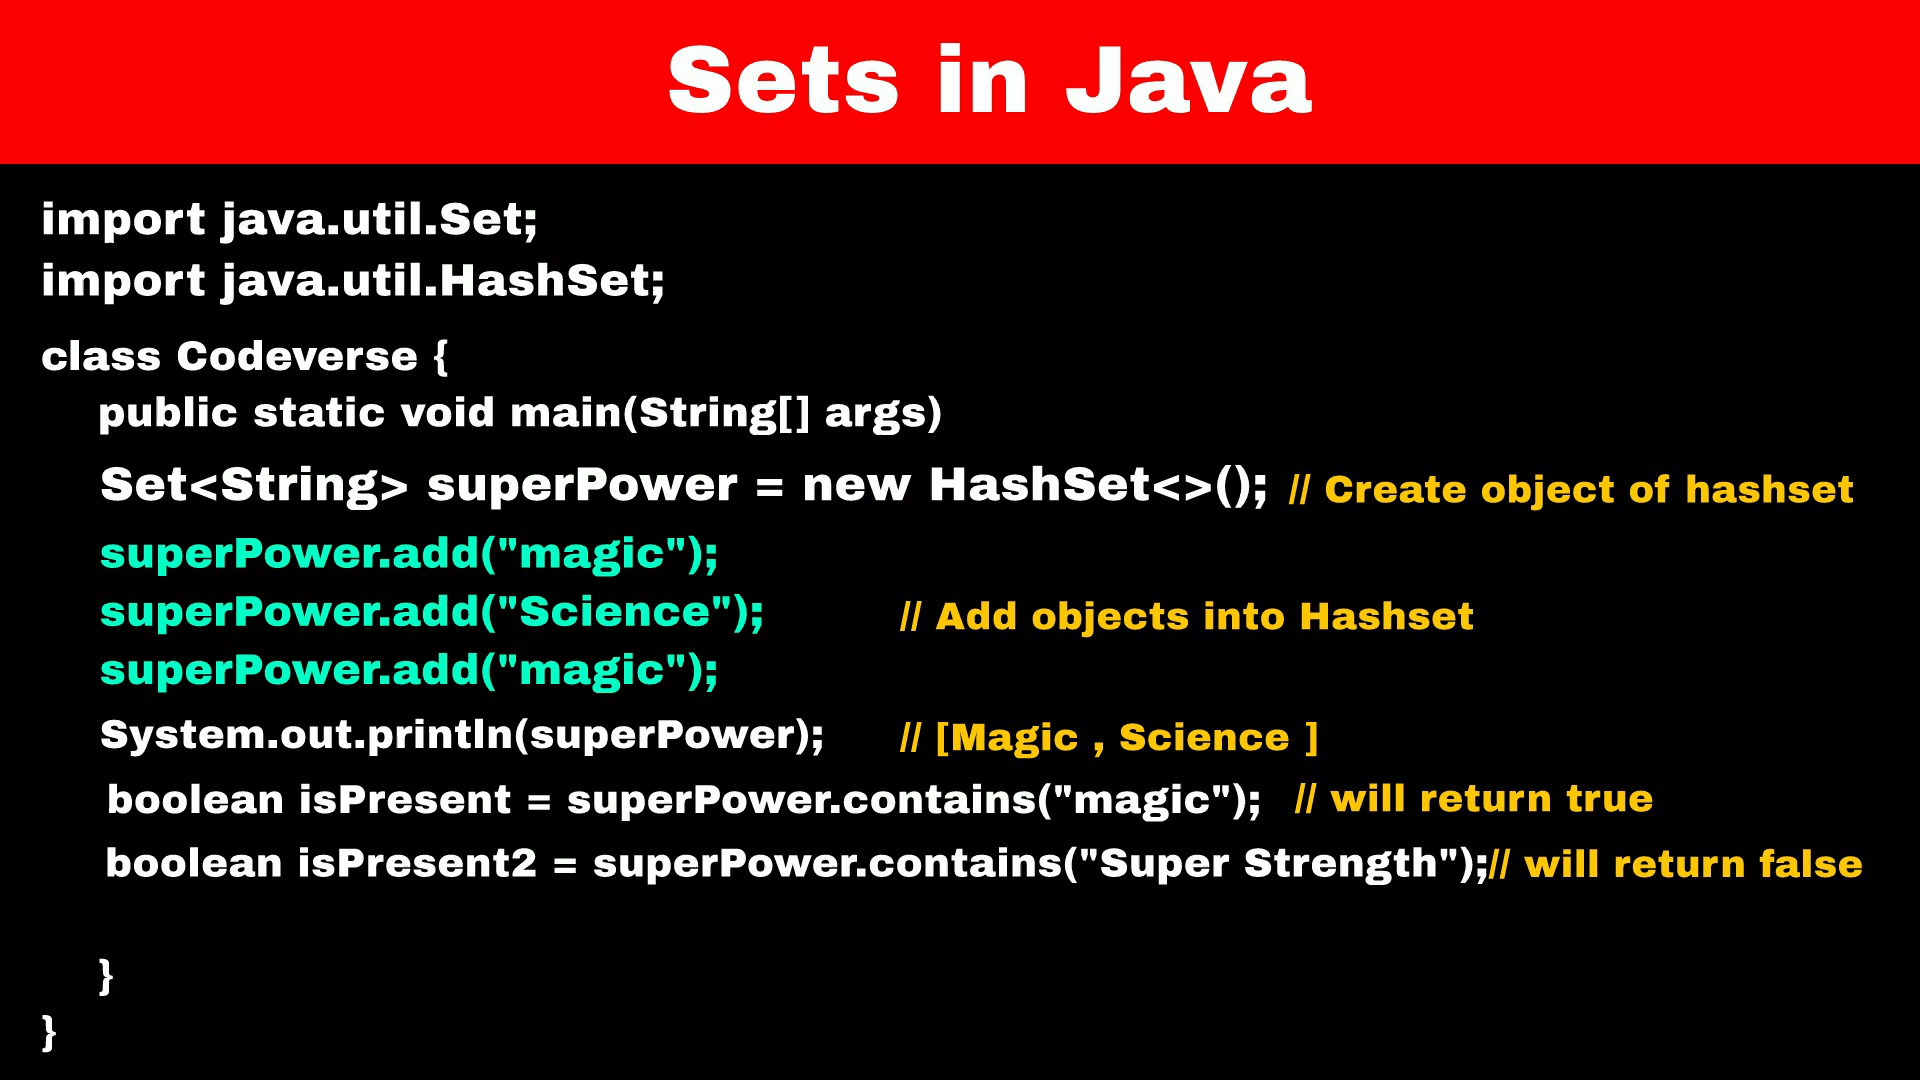 Sets in Java
import java.util.Set;
import java.util.HashSet;
class Codeverse {
public static void main(String[] args)
Set<String> superPower = new HashSet<>(); // Create object of hashset
superPower.add("magic");
superPower.add("Science"); // Add objects into Hashset
superPower.add("magic");
System.out.println(superPower); // [Magic , Science ]
boolean isPresent = superPower.contains("magic"); // will return true
boolean isPresent2 = superPower.contains("Super Strength");// will return false
}
}